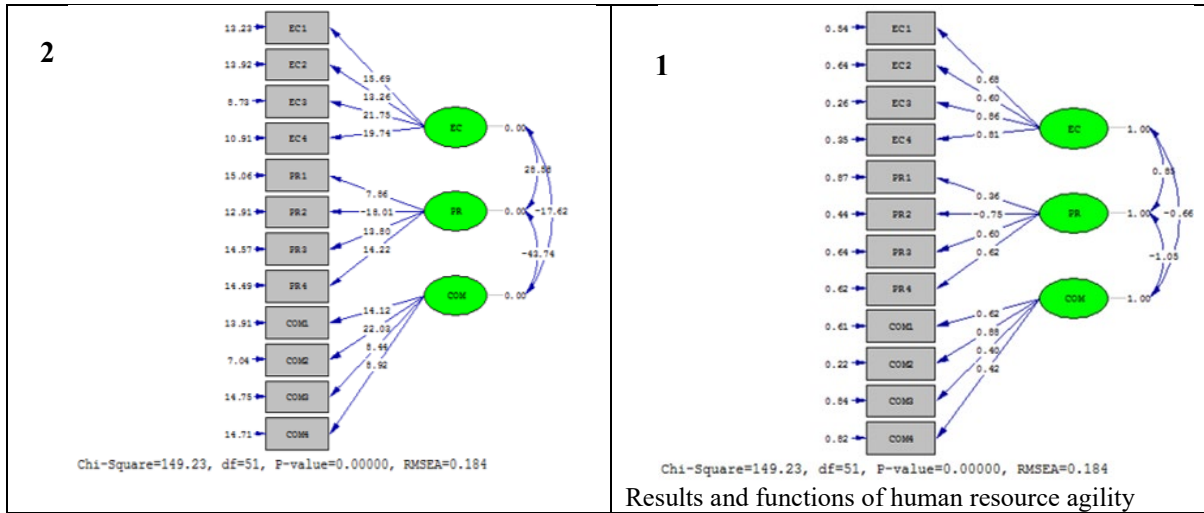 2
13.23 EC1
13.92 EC2
15.69
13.26
8.73 EC3
21.75
19.74
EC 0.00
10.91 EC4
15.06 PR1
7.86
12.91 PR2
-18.01
PR 0.00
-17.62
14.57 PR3
13.80
14.22
-43.74
14.49 PR4
COM 0.00
13.91 COM1
14.12
22.03
7.04 COM2
8.44
8.92
14.75 COM3
14.71 COM4
Chi-Square=149.23, df=51, P-value=0.00000, RMSEA=0.184
1
0.54 EC1
0.64 EC2
0.68
0.60
0.26 EC3
0.86
0.81
EC 1.00
0.35 EC4
0.87 PR1
0.36
0.44 PR2
-0.75
PR 1.00
-0.66
0.64 PR3
0.60
0.62
-1.05
0.62 PR4
COM 1.00
0.61 COM1
0.62
0.88
0.22 COM2
0.40
0.42
0.84 COM3
0.82 COM4
Chi-Square=149.23, df=51, P-value=0.00000, RMSEA=0.184
Results and functions of human resource agility